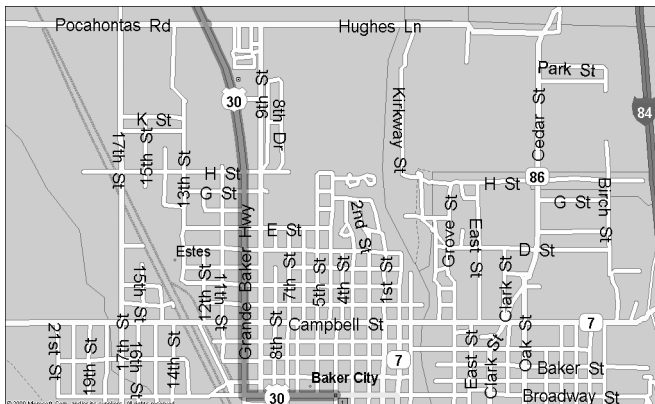 Pocahontas Rd
Hughes Ln
Park St
9th St
30
8th Dr
Kirkway St
Cedar St
84
K St
17th St
15th St
13th St
H St
86
H St
G St
G St
Birch St
2nd St
Grove St
East St
E St
Grande Baker Hwy
D St
Estes
15th St
12th St
11th St
7th St
5th St
4th St
1st St
Clark St
Campbell St
7
21st St
19th St
17th St
16th St
14th St
8th St
7
East St
Clark St
Oak St
Baker St
Baker City
30
Broadway St